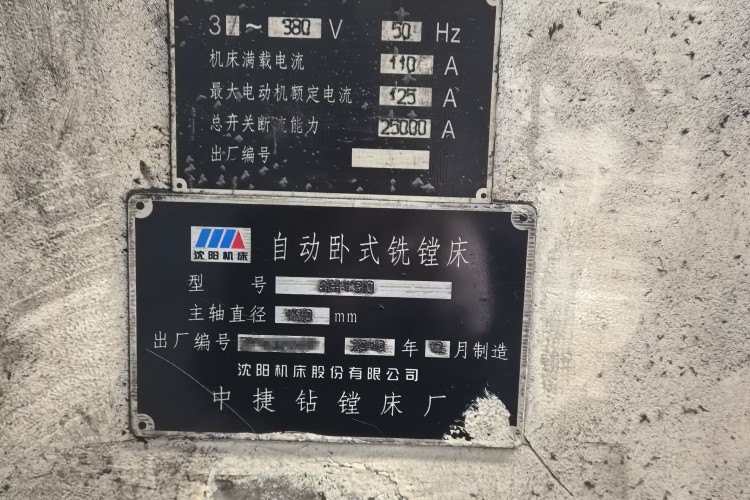 3 ~ 380 V 50 Hz
机床满载电流 110 A
最大电动机额定电流 125 A
总开关断流能力 25000 A
出厂编号
沈阳机床 自动卧式铣镗床
型 号
主轴直径 130 mm
出厂编号 年 月制造
沈阳机床股份有限公司
中捷钻镗床厂